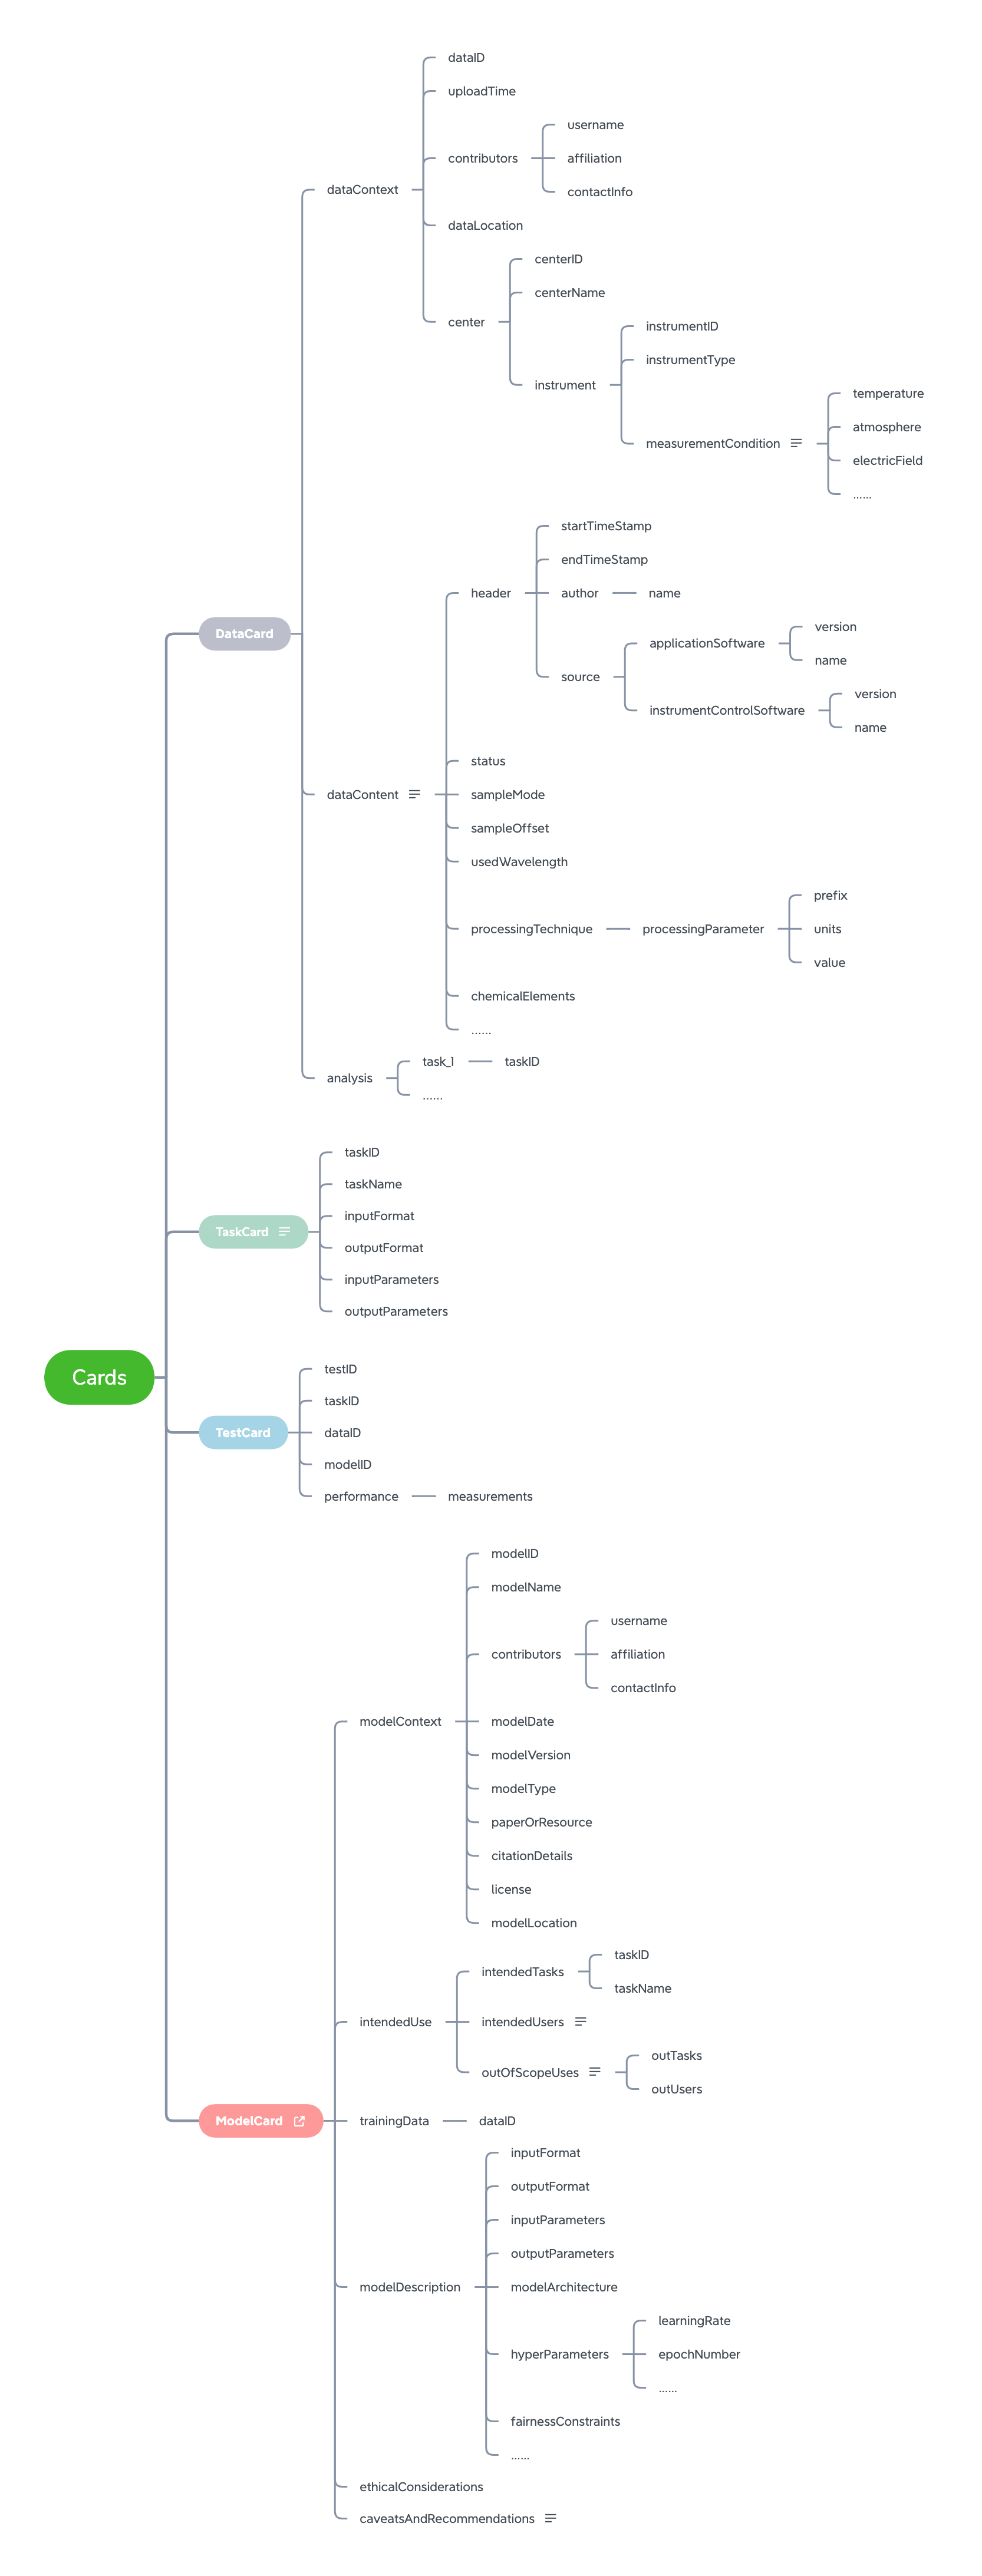 dataID
uploadTime
username
contributors affiliation
contactInfo
dataContext
dataLocation
centerID
centerName
center
instrumentID
instrumentType
instrument
temperature
atmosphere
measurementCondition
electricField
......
startTimeStamp
endTimeStamp
header author name
version
DataCard
applicationSoftware
name
source
version
instrumentControlSoftware
name
status
dataContent sampleMode
sampleOffset
usedWavelength
prefix
processingTechnique processingParameter units
value
chemicalElements
......
task_1 taskID
analysis
......
taskID
taskName
inputFormat
TaskCard
outputFormat
inputParameters
outputParameters
testID
Cards
taskID
TestCard dataID
modelID
performance measurements
modelID
modelName
username
contributors affiliation
contactInfo
modelContext modelDate
modelVersion
modelType
paperOrResource
citationDetails
license
modelLocation
taskID
intendedTasks
taskName
intendedUse intendedUsers
outTasks
outOfScopeUses
outUsers
ModelCard trainingData dataID
inputFormat
outputFormat
inputParameters
outputParameters
modelDescription modelArchitecture
learningRate
hyperParameters epochNumber
......
fairnessConstraints
......
ethicalConsiderations
caveatsAndRecommendations